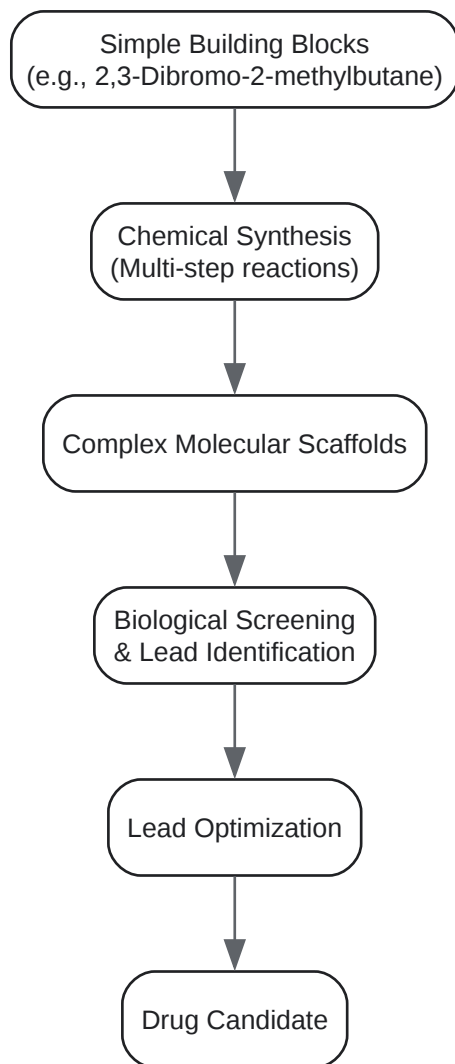 Simple Building Blocks
(e.g., 2,3-Dibromo-2-methylbutane)
Chemical Synthesis
(Multi-step reactions)
Complex Molecular Scaffolds
Biological Screening
& Lead Identification
Lead Optimization
Drug Candidate